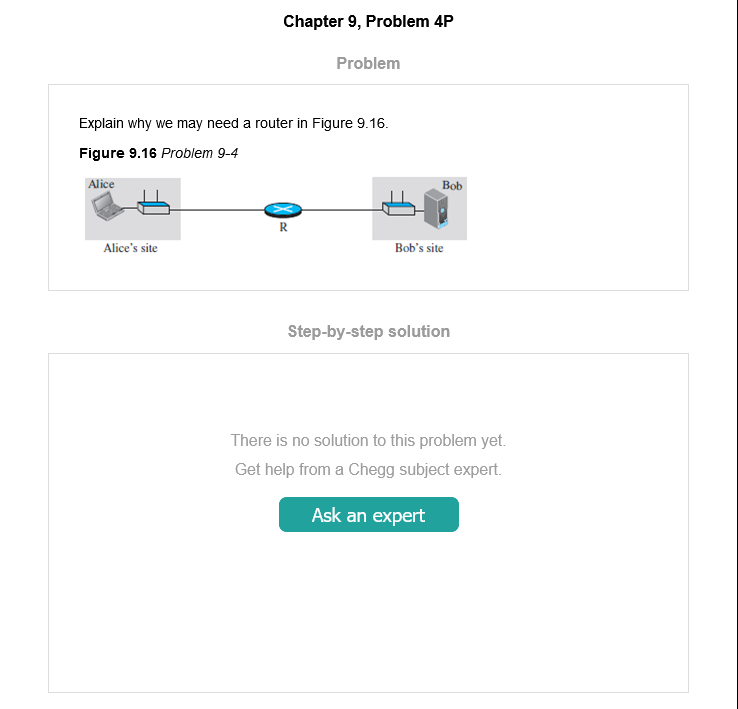 Chapter 9, Problem 4P
Problem
Explain why we may need a router in Figure 9.16.
Figure 9.16 Problem 9-4
Alice
Bob
R
Alice's site
Bob's site
Step-by-step solution
There is no solution to this problem yet.
Get help from a Chegg subject expert.
Ask an expert